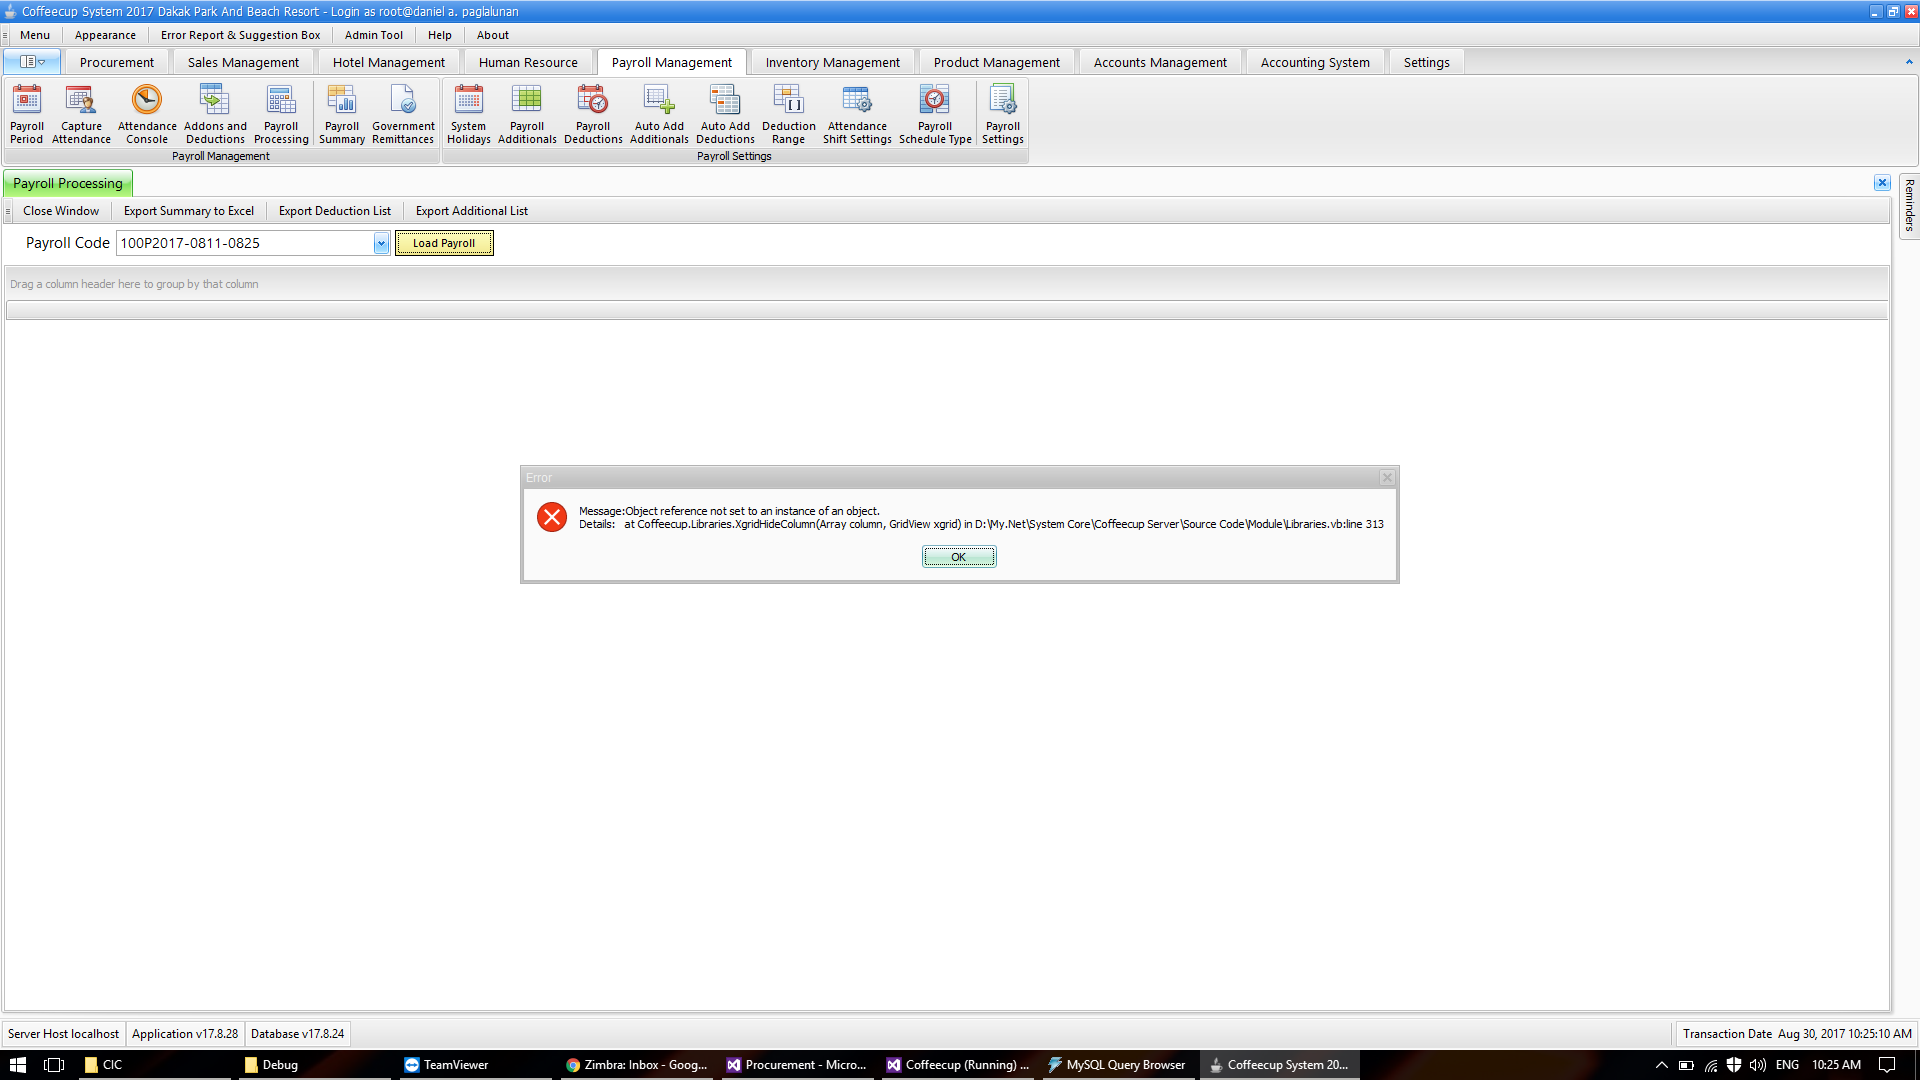 Coffeecup System 2017 Dakak Park And Beach Resort - Login as root@daniel a. paglalunan
Menu Appearance Error Report & Suggestion Box Admin Tool Help About
Procurement Sales Management Hotel Management Human Resource Payroll Management Inventory Management Product Management Accounts Management Accounting System Settings
Payroll Period
Capture Attendance
Attendance Console
Addons and Deductions
Payroll Processing
Payroll Summary
Government Remittances
System Holidays
Payroll Additionals
Payroll Deductions
Auto Add Additionals
Auto Add Deductions
Deduction Range
Attendance Shift Settings
Payroll Schedule Type
Payroll Settings
Payroll Management
Payroll Settings
Payroll Processing
Reminders
Close Window Export Summary to Excel Export Deduction List Export Additional List
Payroll Code 100P2017-0811-0825 Load Payroll
Drag a column header here to group by that column
Error
Message:Object reference not set to an instance of an object.
Details: at Coffeecup.Libraries.XgridHideColumn(Array column, GridView xgrid) in D:\My.Net\System Core\Coffeecup Server\Source Code\Module\Libraries.vb:line 313
OK
Server Host localhost Application v17.8.28 Database v17.8.24 Transaction Date Aug 30, 2017 10:25:10 AM
CIC Debug TeamViewer Zimbra: Inbox - Goog... Procurement - Micro... Coffeecup (Running) ... MySQL Query Browser Coffeecup System 20... ENG 10:25 AM